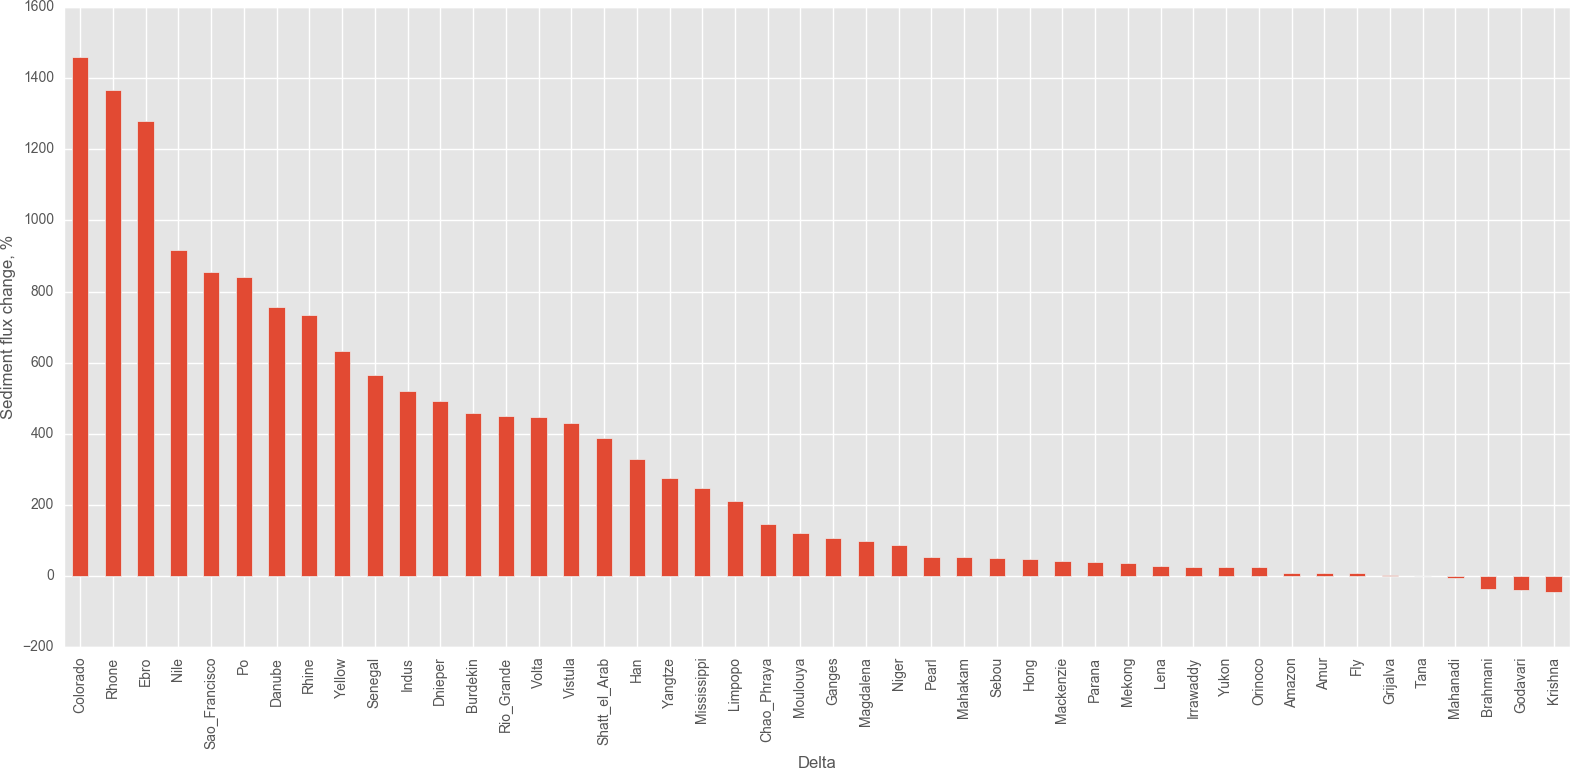 1600
1400
1200
1000
800
600
400
200
0
−200
Sediment flux change, %
Colorado
Rhone
Ebro
Nile
Sao_Francisco
Po
Danube
Rhine
Yellow
Senegal
Indus
Dnieper
Burdekin
Rio_Grande
Volta
Vistula
Shatt_el_Arab
Han
Yangtze
Mississippi
Limpopo
Chao_Phraya
Moulouya
Ganges
Magdalena
Niger
Pearl
Mahakam
Sebou
Hong
Mackenzie
Parana
Mekong
Lena
Irrawaddy
Yukon
Orinoco
Amazon
Amur
Fly
Grijalva
Tana
Mahanadi
Brahmani
Godavari
Krishna
Delta